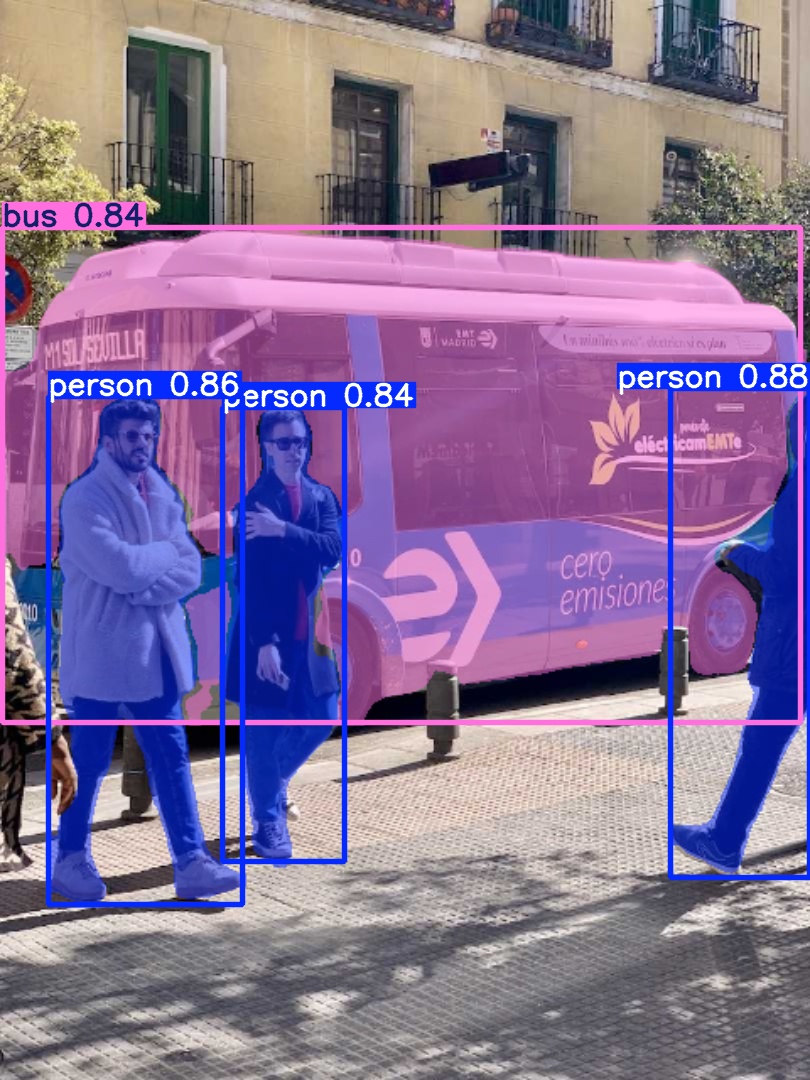 bus 0.84
M1 SOL/SEVILLA
EMT
MADRID
person 0.86
person 0.84
person 0.88
eléctricamEMTe
cero
emisiones